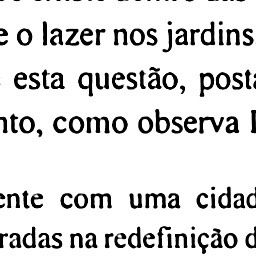 e o lazer nos jardins
esta questão, posta
nto, como observa
ente com uma cidad
radas na redefinição d